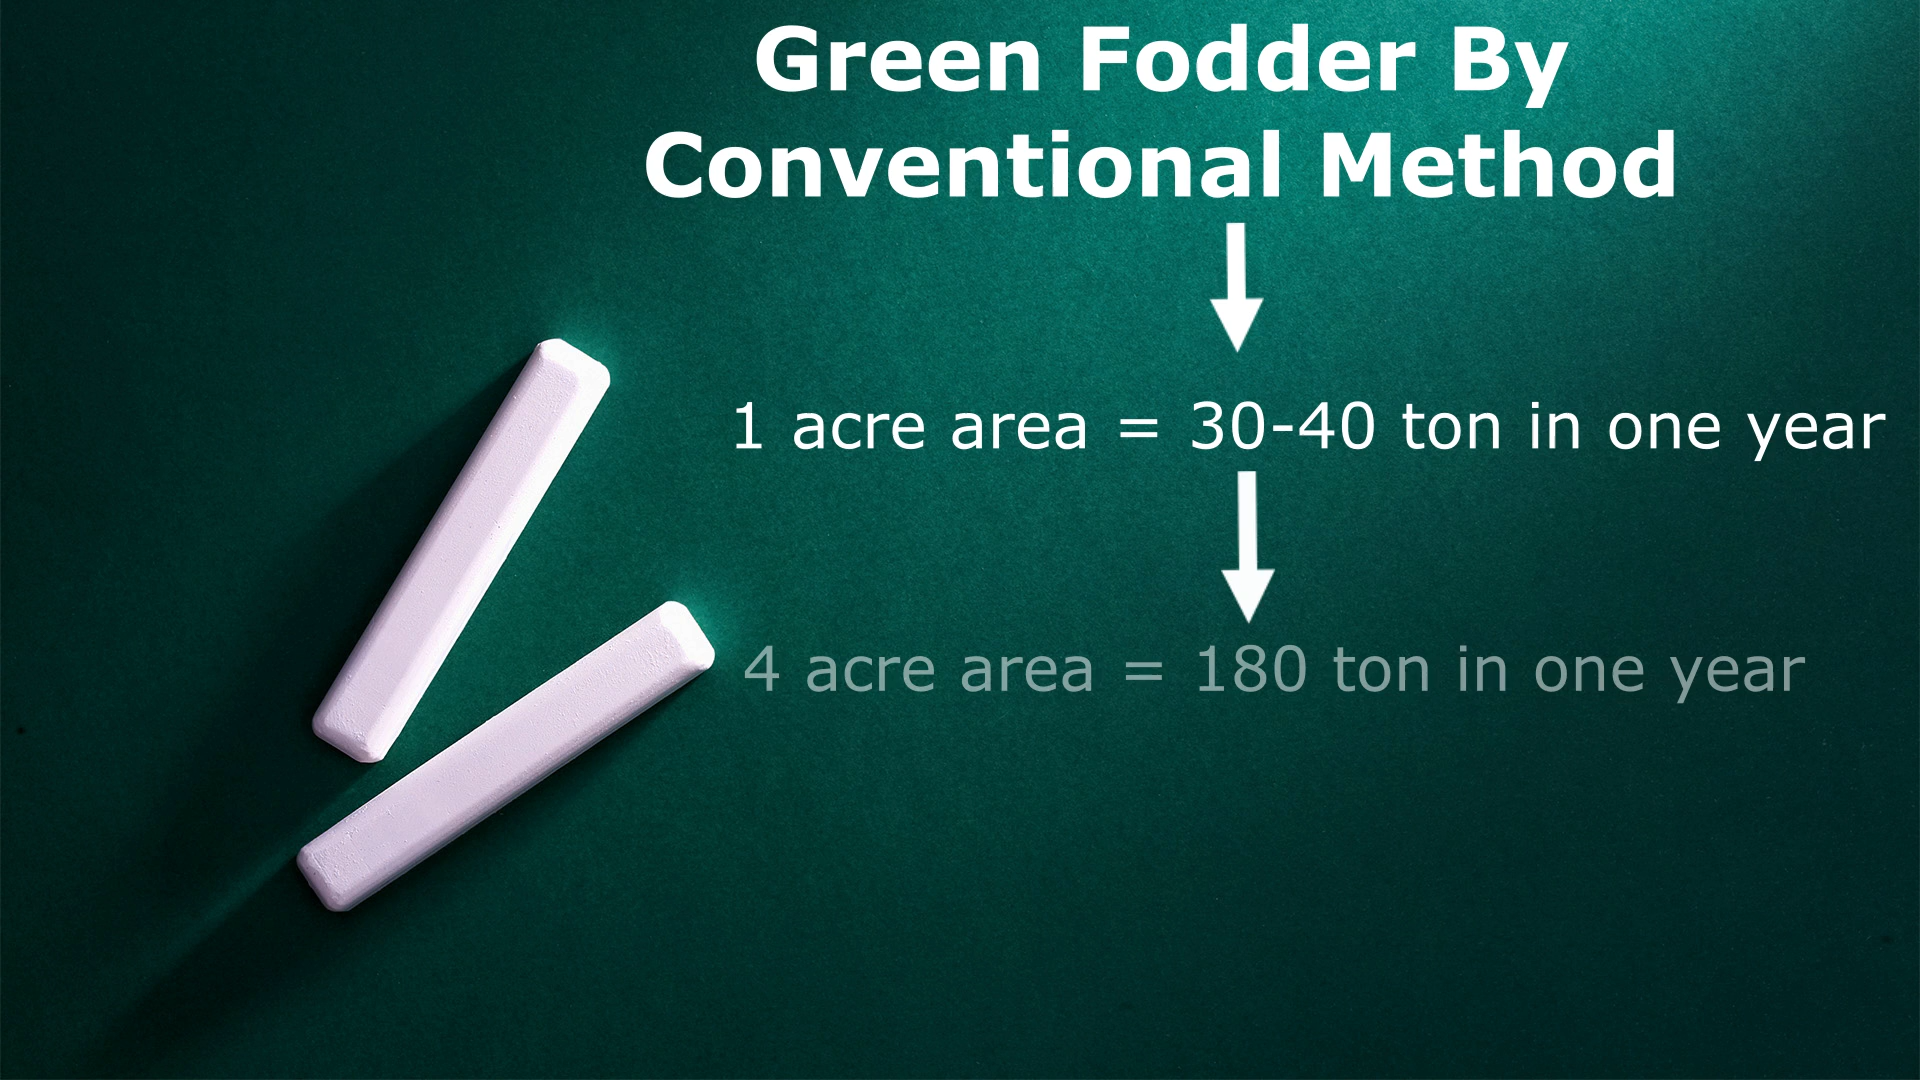 Green Fodder By
Conventional Method
1 acre area = 30-40 ton in one year
4 acre area = 180 ton in one year